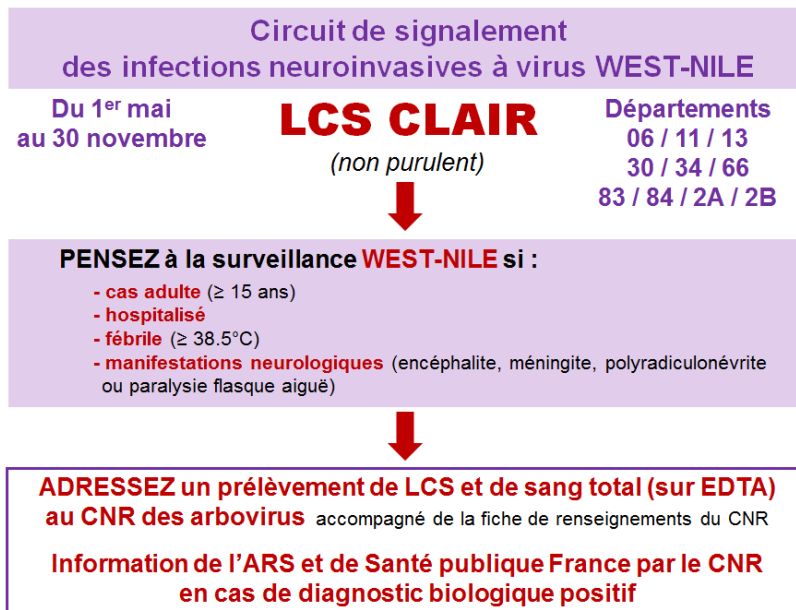 Circuit de signalement
des infections neuroinvasives à virus WEST-NILE
Du 1er mai
au 30 novembre
LCS CLAIR
(non purulent)
Départements
06 / 11 / 13
30 / 34 / 66
83 / 84 / 2A / 2B
PENSEZ à la surveillance WEST-NILE si :
- cas adulte (≥ 15 ans)
- hospitalisé
- fébrile (≥ 38.5°C)
- manifestations neurologiques (encéphalite, méningite, polyradiculonévrite
ou paralysie flasque aiguë)
ADRESSEZ un prélèvement de LCS et de sang total (sur EDTA)
au CNR des arbovirus accompagné de la fiche de renseignements du CNR
Information de l'ARS et de Santé publique France par le CNR
en cas de diagnostic biologique positif